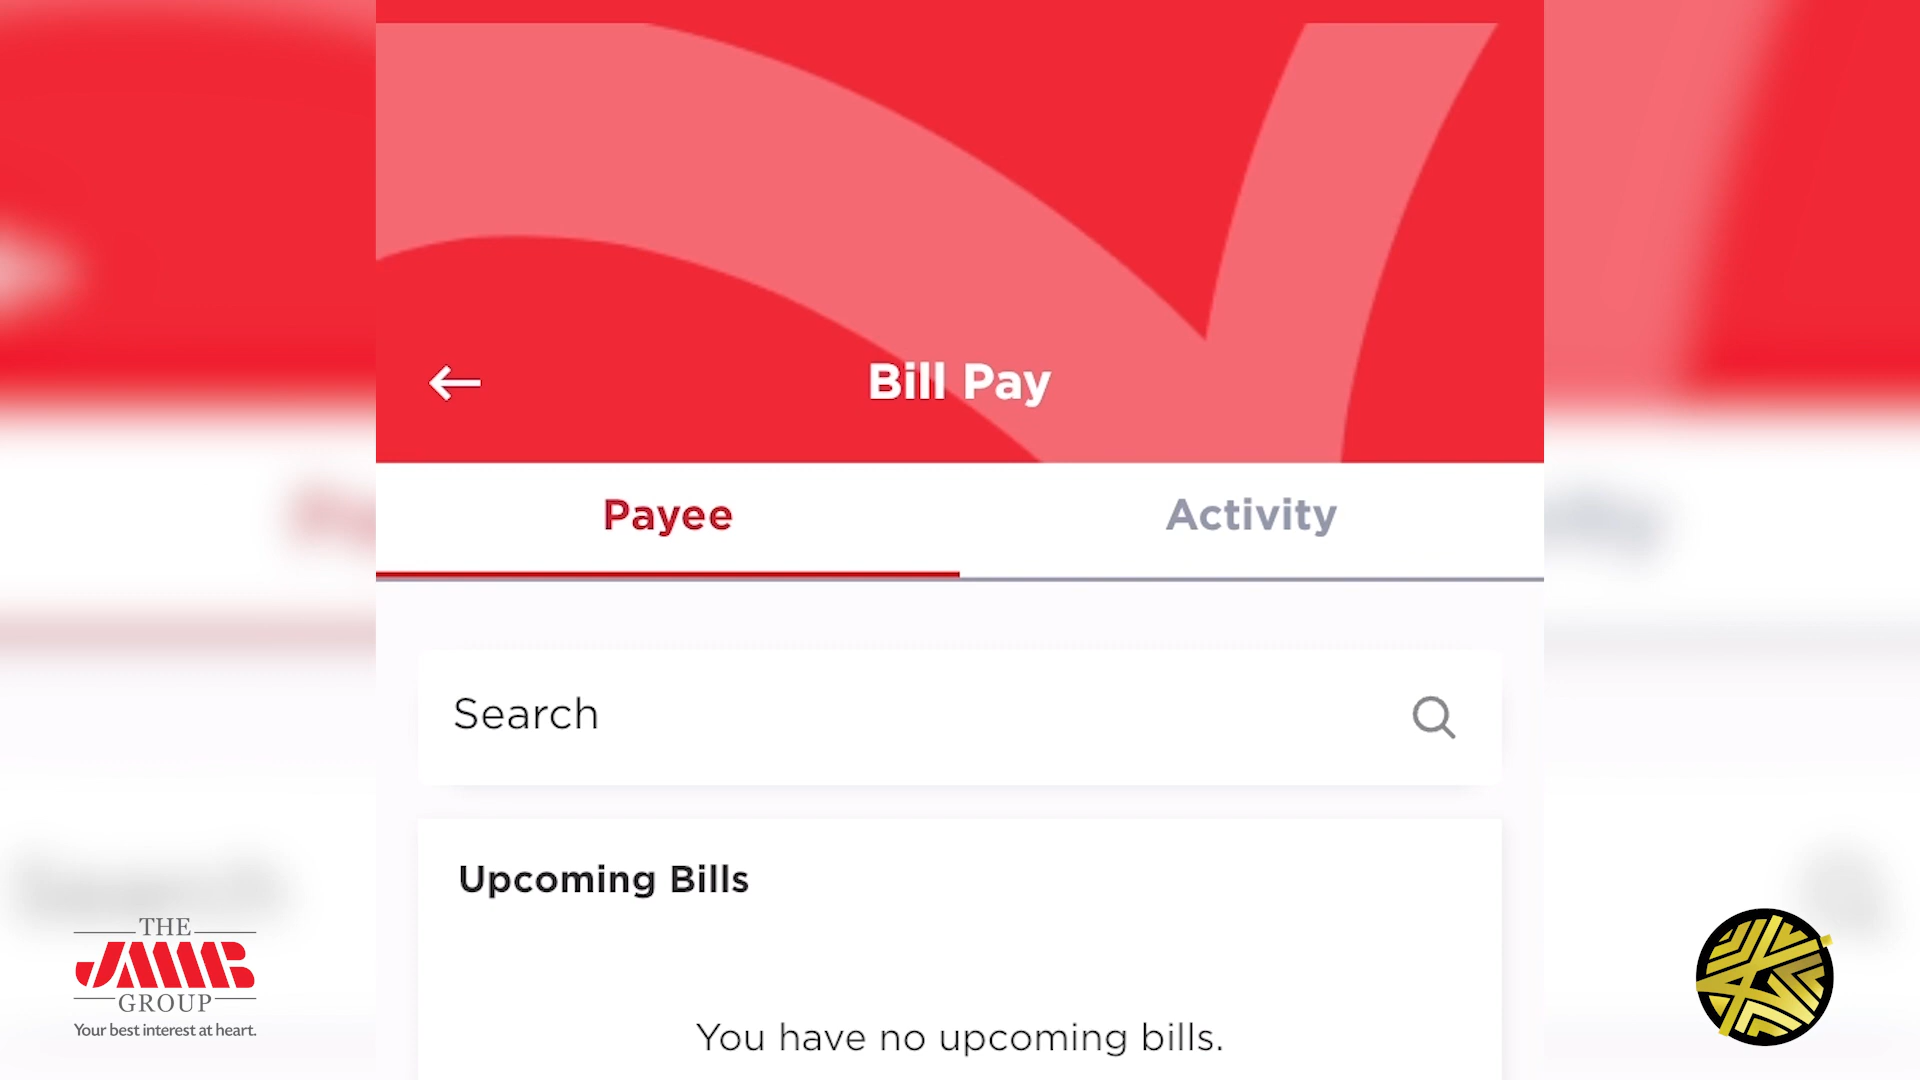 Bill Pay
Payee
Activity
Search
Upcoming Bills
You have no upcoming bills.
THE
JMMB
GROUP
Your best interest at heart.